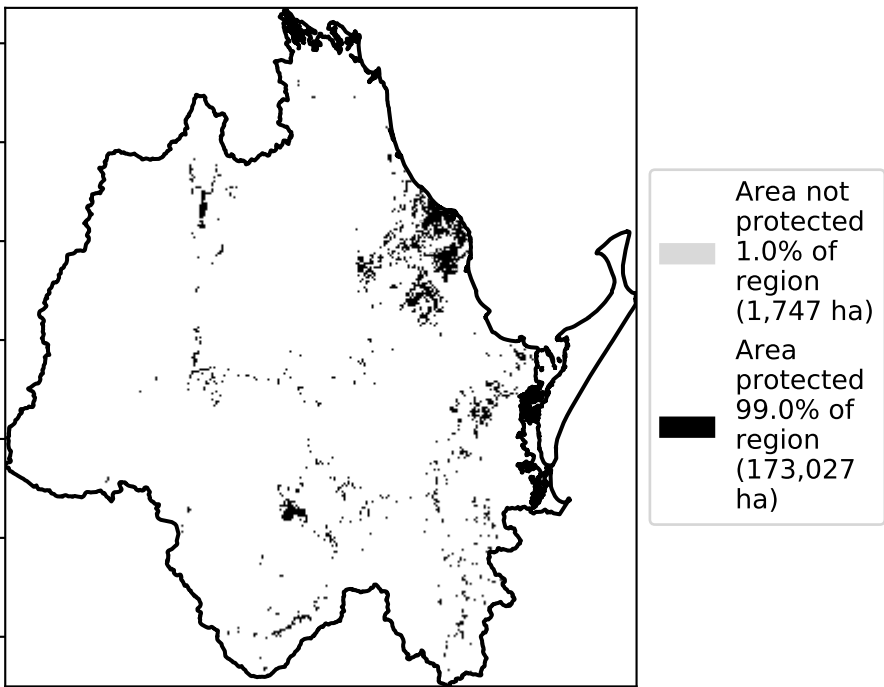 Area not
protected
1.0% of
region
(1,747 ha)
Area
protected
99.0% of
region
(173,027
ha)